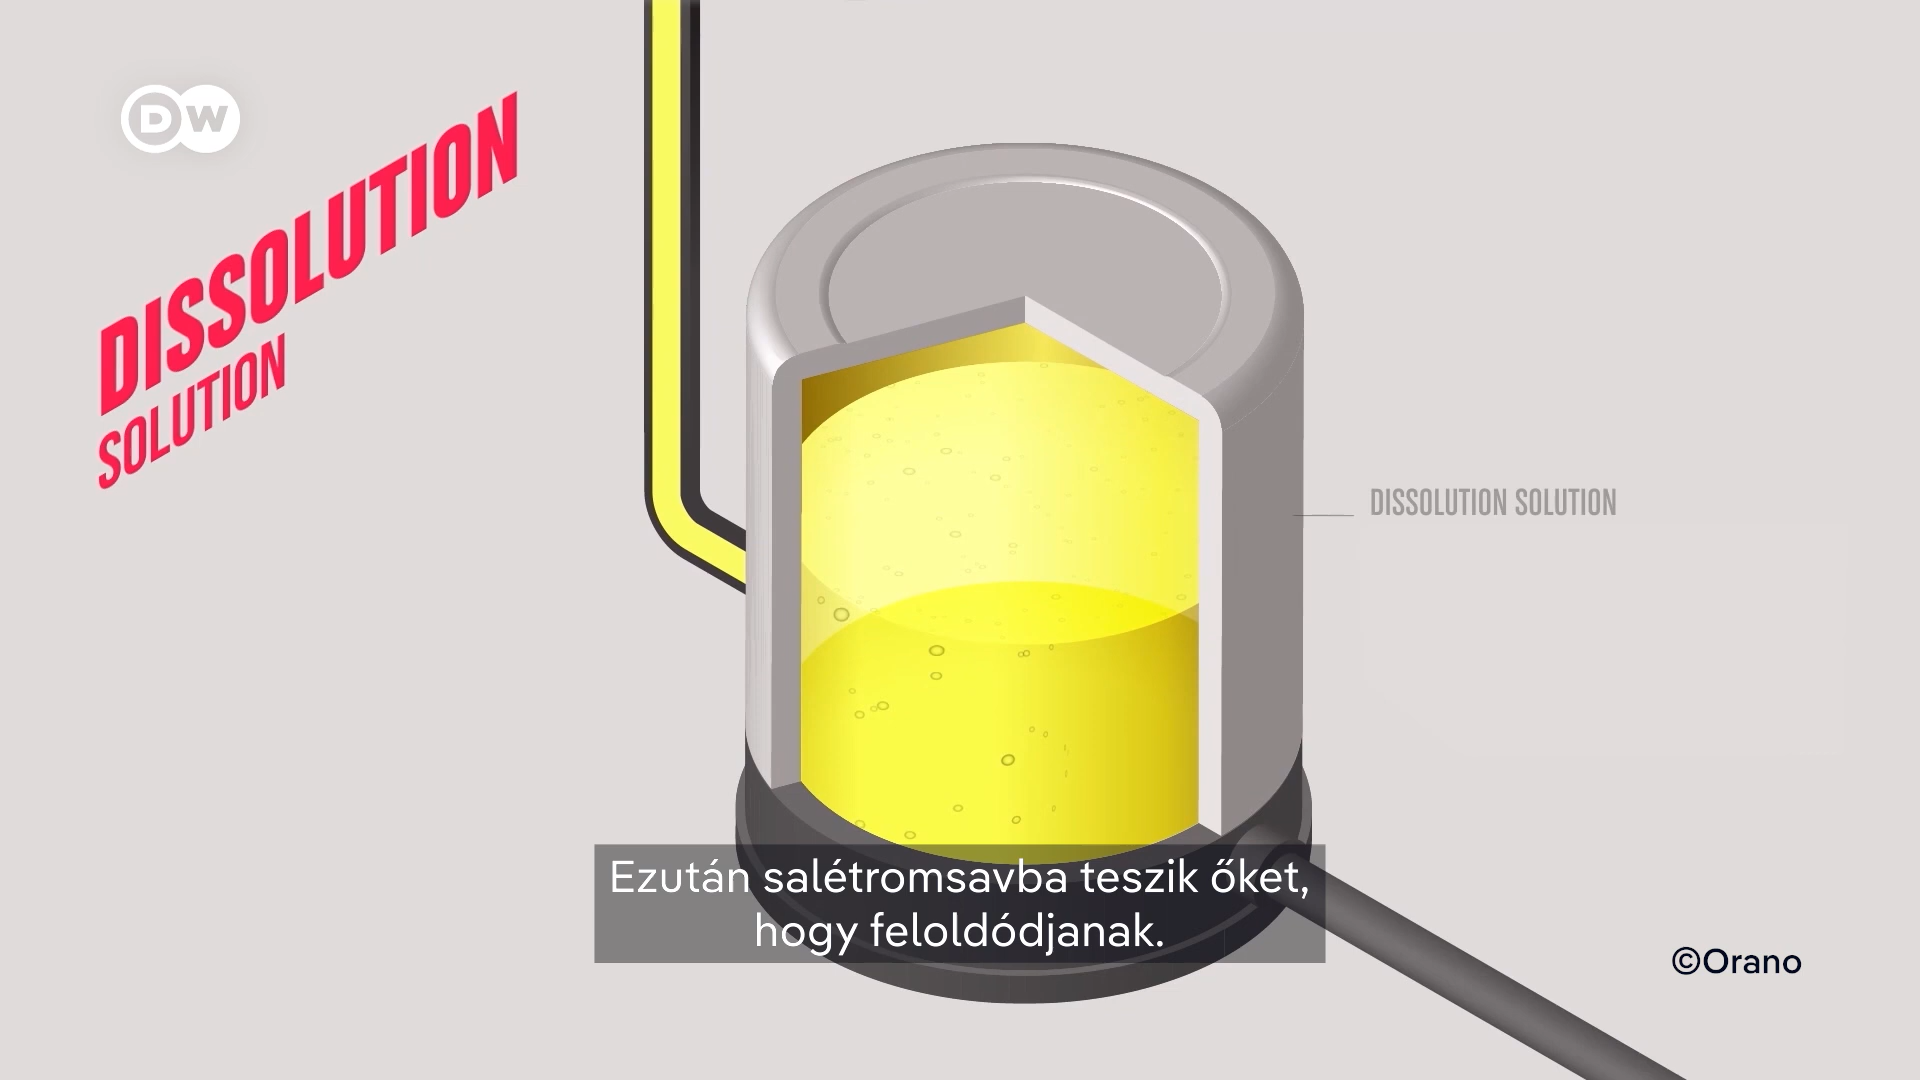 DW
DISSOLUTION
SOLUTION
DISSOLUTION SOLUTION
Ezután salétromsavba teszik őket,
hogy feloldódjanak.
©Orano